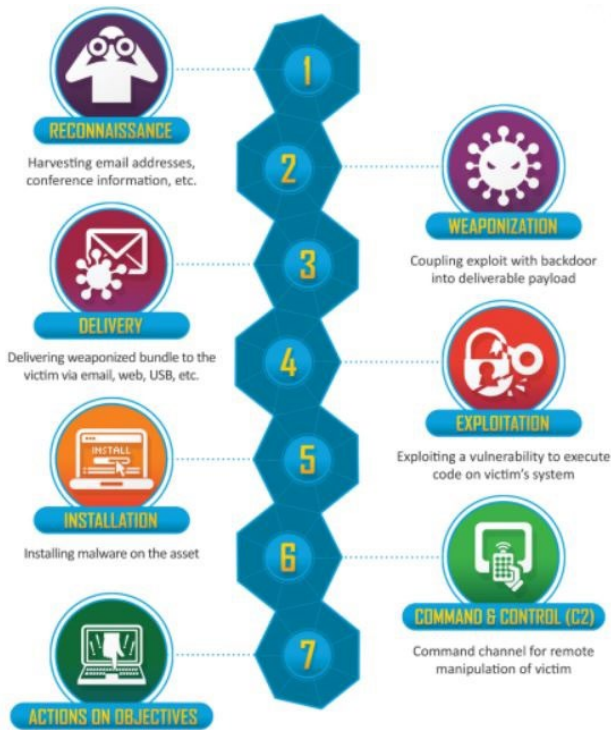 1
RECONNAISSANCE
Harvesting email addresses,
conference information, etc.
2
WEAPONIZATION
Coupling exploit with backdoor
into deliverable payload
3
DELIVERY
Delivering weaponized bundle to the
victim via email, web, USB, etc.
4
EXPLOITATION
Exploiting a vulnerability to execute
code on victim's system
5
INSTALL
INSTALLATION
Installing malware on the asset
6
COMMAND & CONTROL (C2)
Command channel for remote
manipulation of victim
7
ACTIONS ON OBJECTIVES